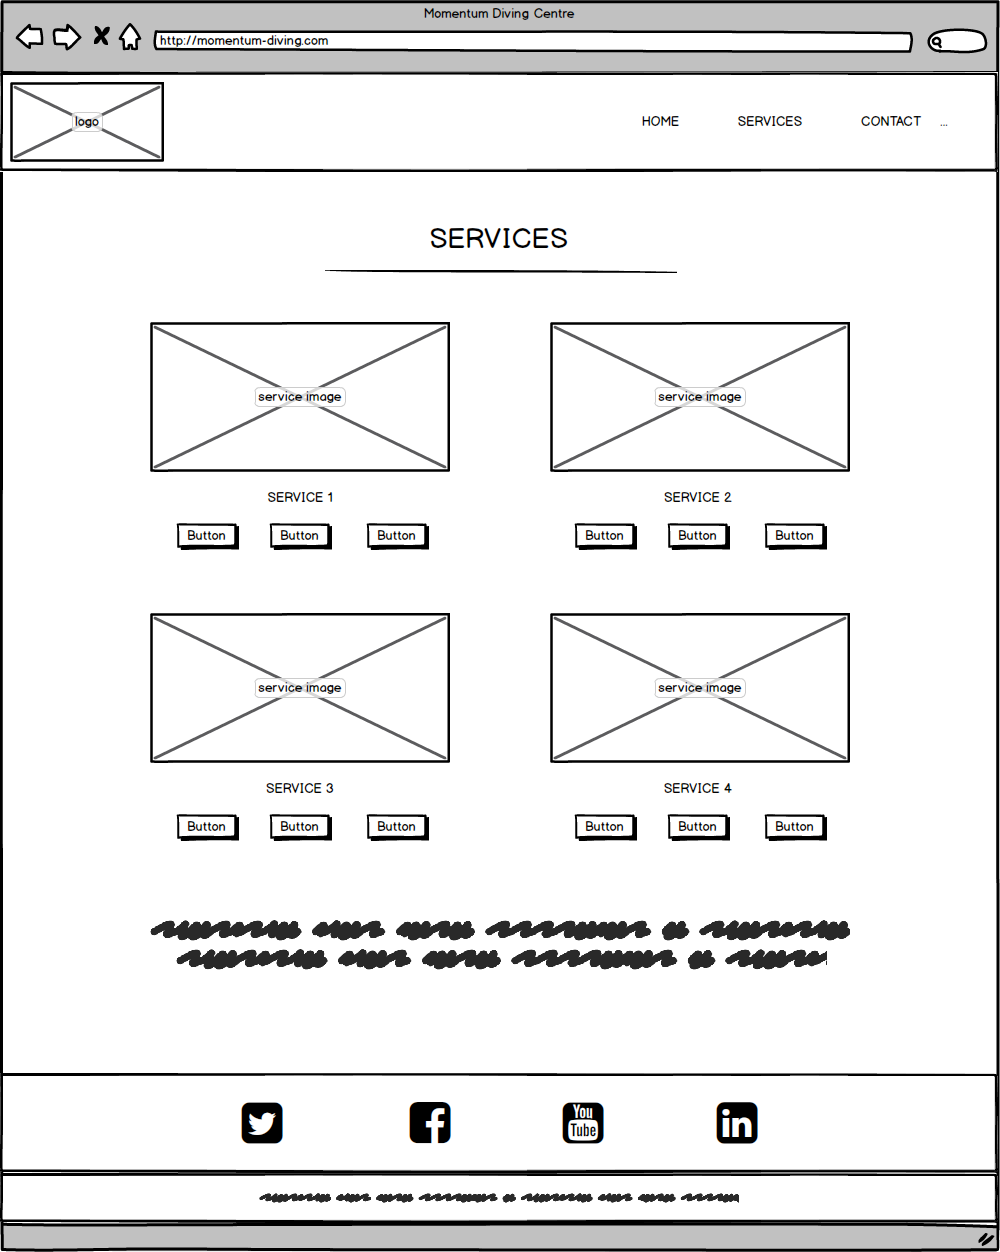 Momentum Diving Centre
http://momentum-diving.com
logo
HOME SERVICES CONTACT ...
SERVICES
service image service image
SERVICE 1 SERVICE 2
Button Button Button Button Button Button
service image service image
SERVICE 3 SERVICE 4
Button Button Button Button Button Button
You
Tube
in